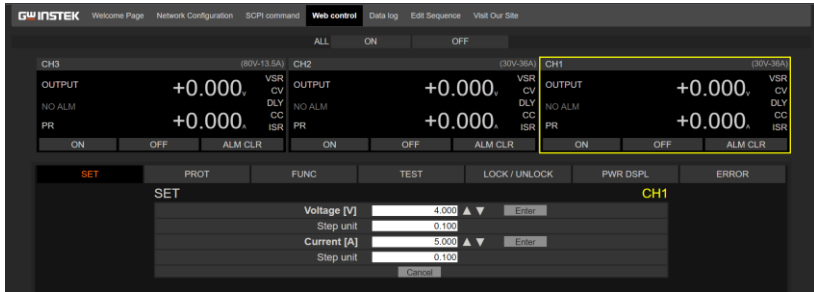 GW INSTEK Welcome Page Network Configuration SCPI command Web control Data log Edit Sequence Visit Our Site
ALL ON OFF
CH3 (80V-13.5A) CH2 (30V-36A) CH1 (30V-36A)
OUTPUT +0.000V VSR CV OUTPUT +0.000V VSR CV OUTPUT +0.000V VSR CV
NO ALM DLY NO ALM DLY NO ALM DLY
PR +0.000A CC ISR PR +0.000A CC ISR PR +0.000A CC ISR
ON OFF ALM CLR ON OFF ALM CLR ON OFF ALM CLR
SET PROT FUNC TEST LOCK / UNLOCK PWR DSPL ERROR
SET CH1
Voltage [V] 4.000 ▲ ▼ Enter
Step unit 0.100
Current [A] 5.000 ▲ ▼ Enter
Step unit 0.100
Cancel